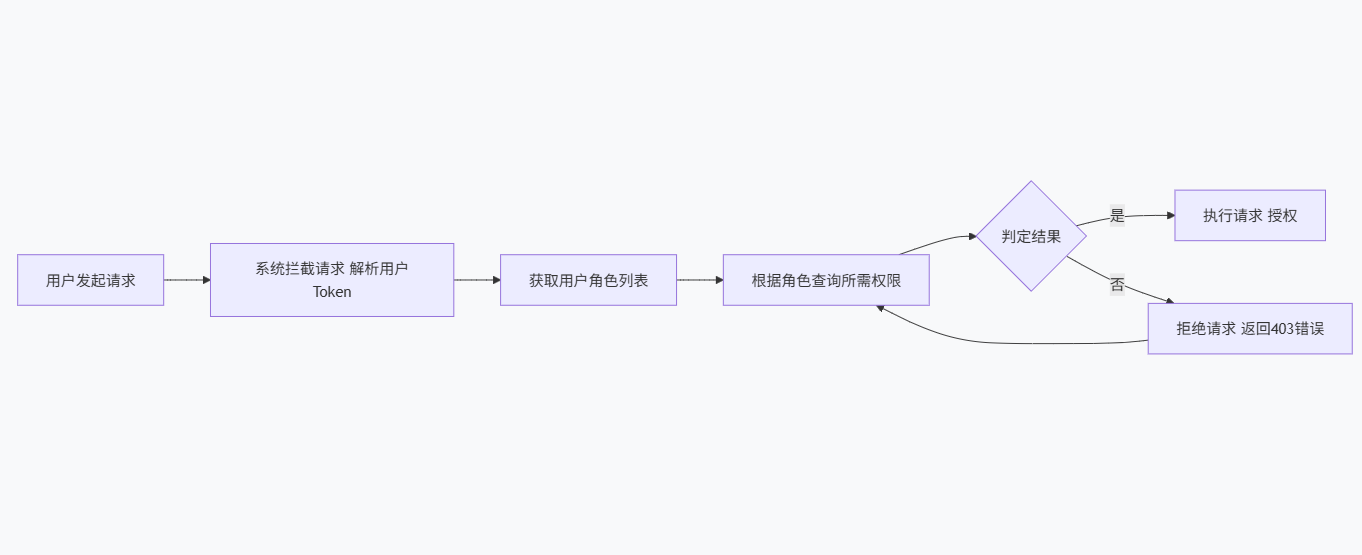 用户发起请求
系统拦截请求 解析用户
Token
获取用户角色列表
根据角色查询所需权限
判定结果
是
执行请求 授权
否
拒绝请求 返回403错误